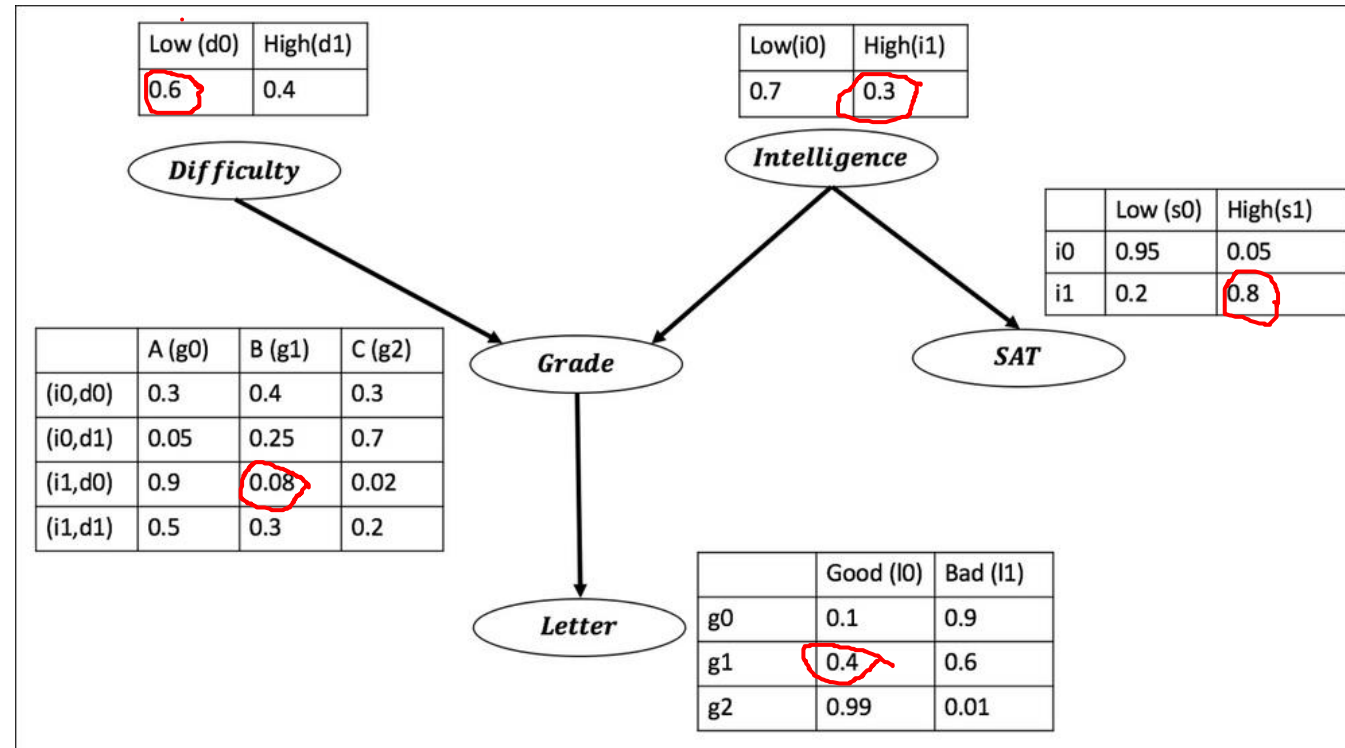 Low (d0) High(d1)
0.6 0.4
Low(i0) High(i1)
0.7 0.3
Difficulty
Intelligence
Low (s0) High(s1)
i0 0.95 0.05
i1 0.2 0.8
A (g0) B (g1) C (g2)
(i0,d0) 0.3 0.4 0.3
(i0,d1) 0.05 0.25 0.7
(i1,d0) 0.9 0.08 0.02
(i1,d1) 0.5 0.3 0.2
Grade
SAT
Good (l0) Bad (l1)
g0 0.1 0.9
g1 0.4 0.6
g2 0.99 0.01
Letter